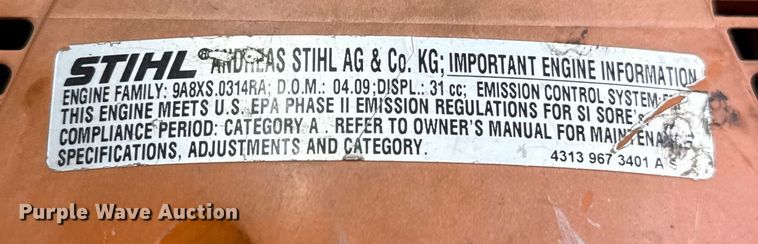 STIHL ANDREAS STIHL AG & Co. KG; IMPORTANT ENGINE INFORMATION
ENGINE FAMILY: 9A8XS.0314RA; D.O.M.: 04.09; DISPL.: 31 cc; EMISSION CONTROL SYSTEM:
THIS ENGINE MEETS U.S. EPA PHASE II EMISSION REGULATIONS FOR SI SORE's
COMPLIANCE PERIOD: CATEGORY A . REFER TO OWNER'S MANUAL FOR MAINTENANCE
SPECIFICATIONS, ADJUSTMENTS AND CATEGORY.
4313 967 3401 A
Purple Wave Auction